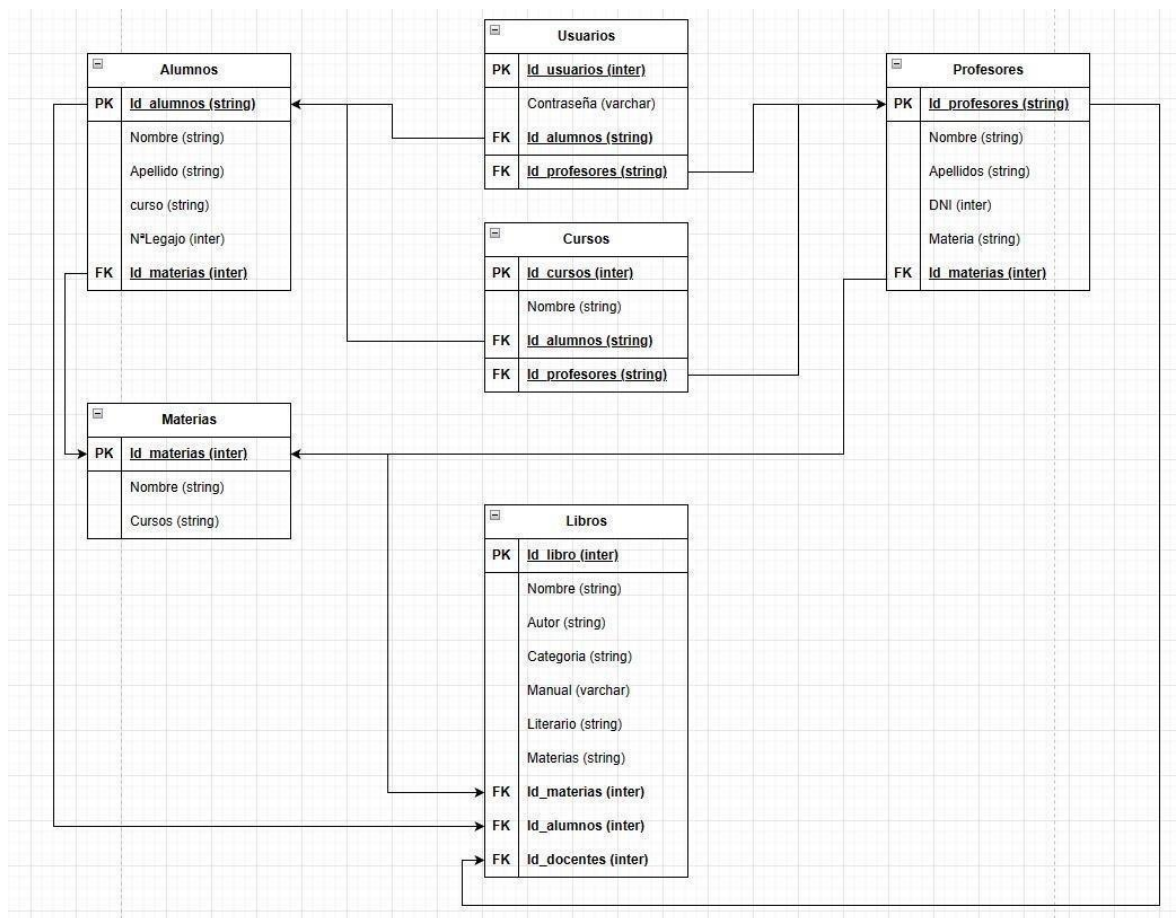 Usuarios
PK Id_usuarios (inter)
Contraseña (varchar)
FK Id_alumnos (string)
FK Id_profesores (string)
Alumnos
PK Id_alumnos (string)
Nombre (string)
Apellido (string)
curso (string)
NªLegajo (inter)
FK Id_materias (inter)
Profesores
PK Id_profesores (string)
Nombre (string)
Apellidos (string)
DNI (inter)
Materia (string)
FK Id_materias (inter)
Cursos
PK Id_cursos (inter)
Nombre (string)
FK Id_alumnos (string)
FK Id_profesores (string)
Materias
PK Id_materias (inter)
Nombre (string)
Cursos (string)
Libros
PK Id_libro (inter)
Nombre (string)
Autor (string)
Categoria (string)
Manual (varchar)
Literario (string)
Materias (string)
FK Id_materias (inter)
FK Id_alumnos (inter)
FK Id_docentes (inter)